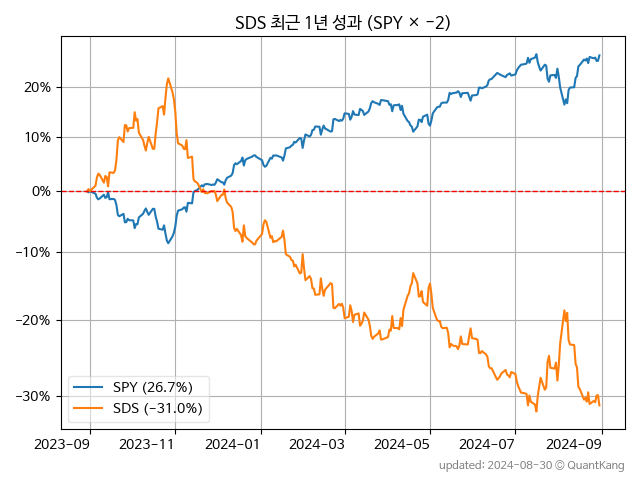 SDS 최근 1년 성과 (SPY × −2)
20%
10%
0%
−10%
−20%
−30%
SPY (26.7%)
SDS (−31.0%)
2023−09 2023−11 2024−01 2024−03 2024−05 2024−07 2024−09
updated: 2024-08-30 © QuantKang